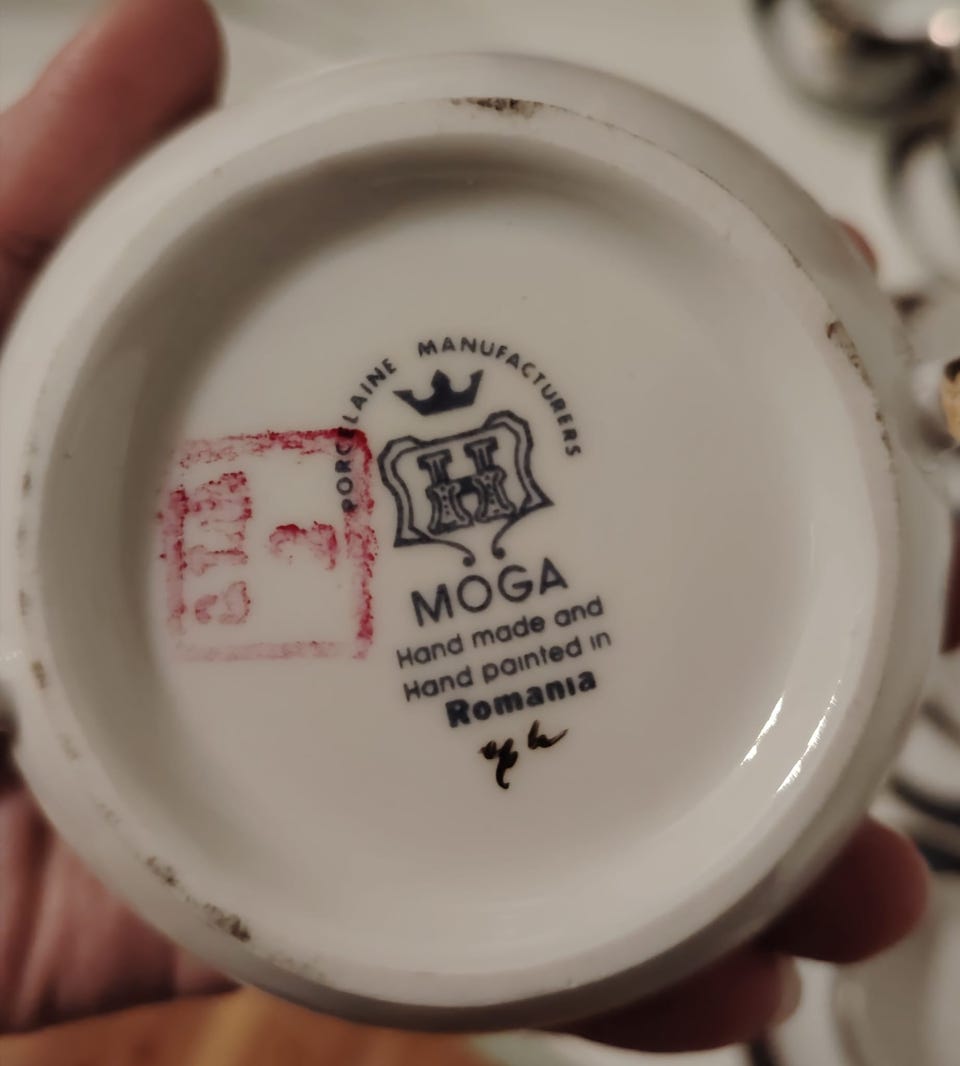 PORCELAINE MANUFACTURERS
H
MOGA
Hand made and
Hand painted in
Romania